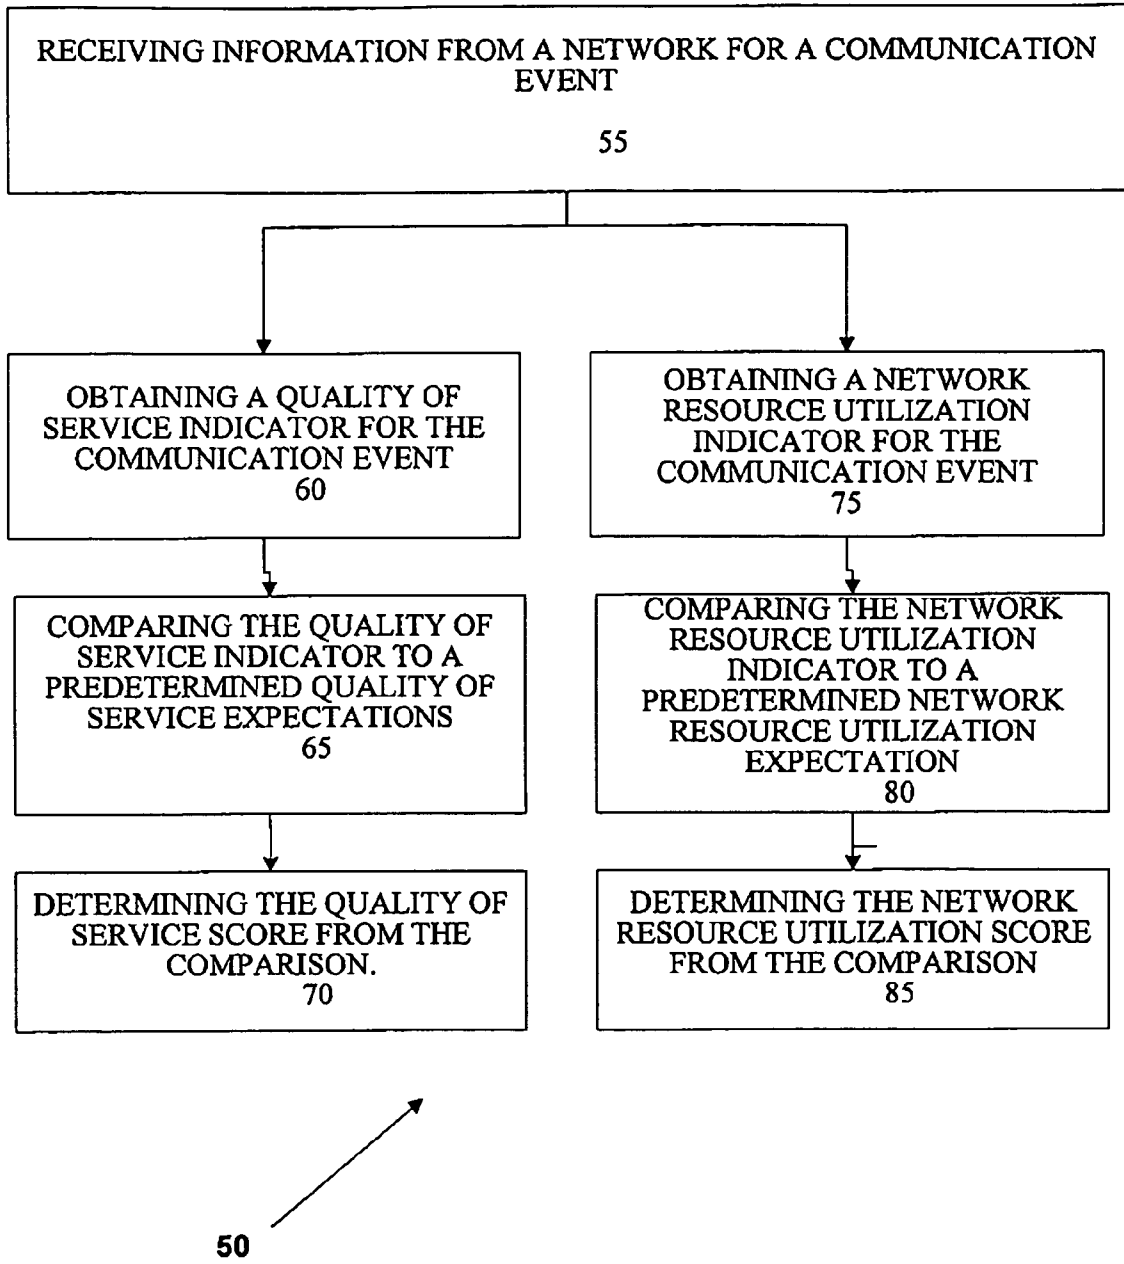 RECEIVING INFORMATION FROM A NETWORK FOR A COMMUNICATION
EVENT
55
OBTAINING A QUALITY OF
SERVICE INDICATOR FOR THE
COMMUNICATION EVENT
60
COMPARING THE QUALITY OF
SERVICE INDICATOR TO A
PREDETERMINED QUALITY OF
SERVICE EXPECTATIONS
65
DETERMINING THE QUALITY OF
SERVICE SCORE FROM THE
COMPARISON.
70
OBTAINING A NETWORK
RESOURCE UTILIZATION
INDICATOR FOR THE
COMMUNICATION EVENT
75
COMPARING THE NETWORK
RESOURCE UTILIZATION
INDICATOR TO A
PREDETERMINED NETWORK
RESOURCE UTILIZATION
EXPECTATION
80
DETERMINING THE NETWORK
RESOURCE UTILIZATION SCORE
FROM THE COMPARISON
85
50